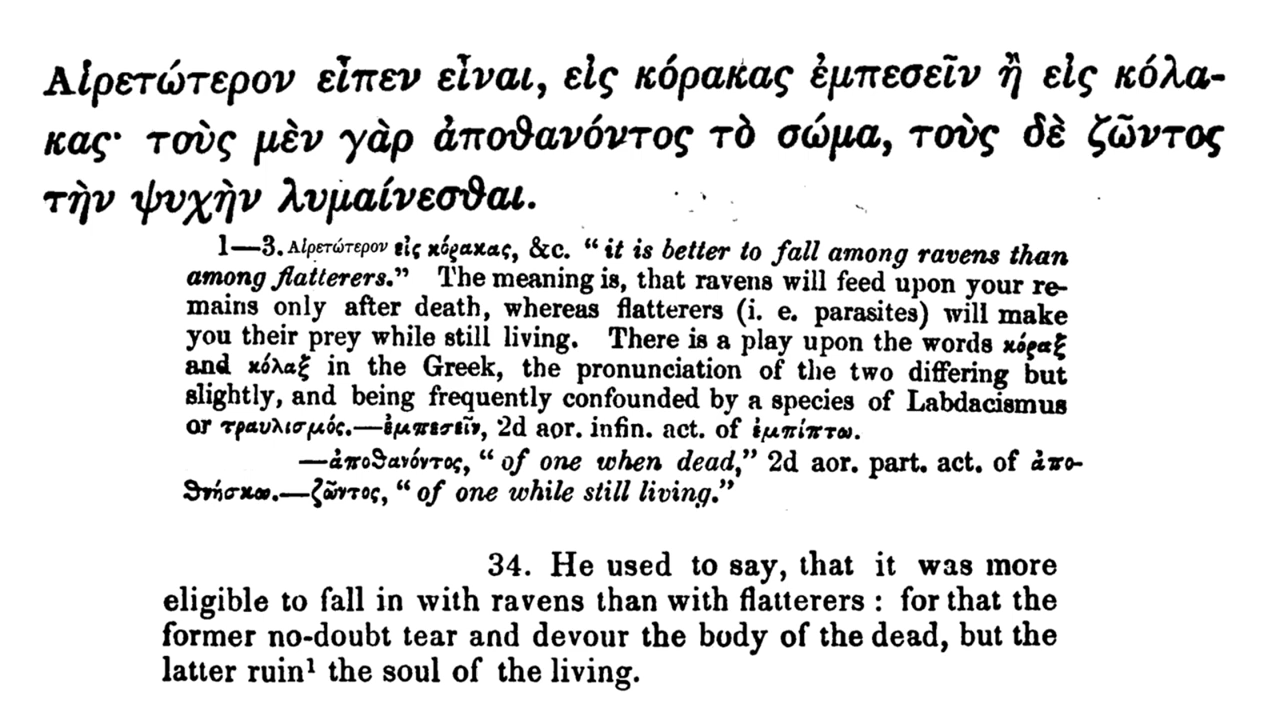 Αἱρετώτερον εἶπεν εἶναι, εἰς κόρακας ἐμπεσεῖν ἢ εἰς κόλα-
κας· τοὺς μὲν γὰρ ἀποθανόντος τὸ σώμα, τοὺς δὲ ζῶντος
τὴν ψυχὴν λυμαίνεσθαι.
1—3. Αἱρετώτερον εἰς κόρακας, &c. “it is better to fall among ravens than
among flatterers.” The meaning is, that ravens will feed upon your re-
mains only after death, whereas flatterers (i. e. parasites) will make
you their prey while still living. There is a play upon the words κόραξ
and κόλαξ in the Greek, the pronunciation of the two differing but
slightly, and being frequently confounded by a species of Labdacismus
or τραυλισμός.—ἐμπεσεῖν, 2d aor. infin. act. of ἐμπίπτω.
—ἀποθανόντος, “of one when dead,” 2d aor. part. act. of ἀπο-
θνήσκω.—ζῶντος, “of one while still living.”
34. He used to say, that it was more
eligible to fall in with ravens than with flatterers : for that the
former no-doubt tear and devour the body of the dead, but the
latter ruin¹ the soul of the living.